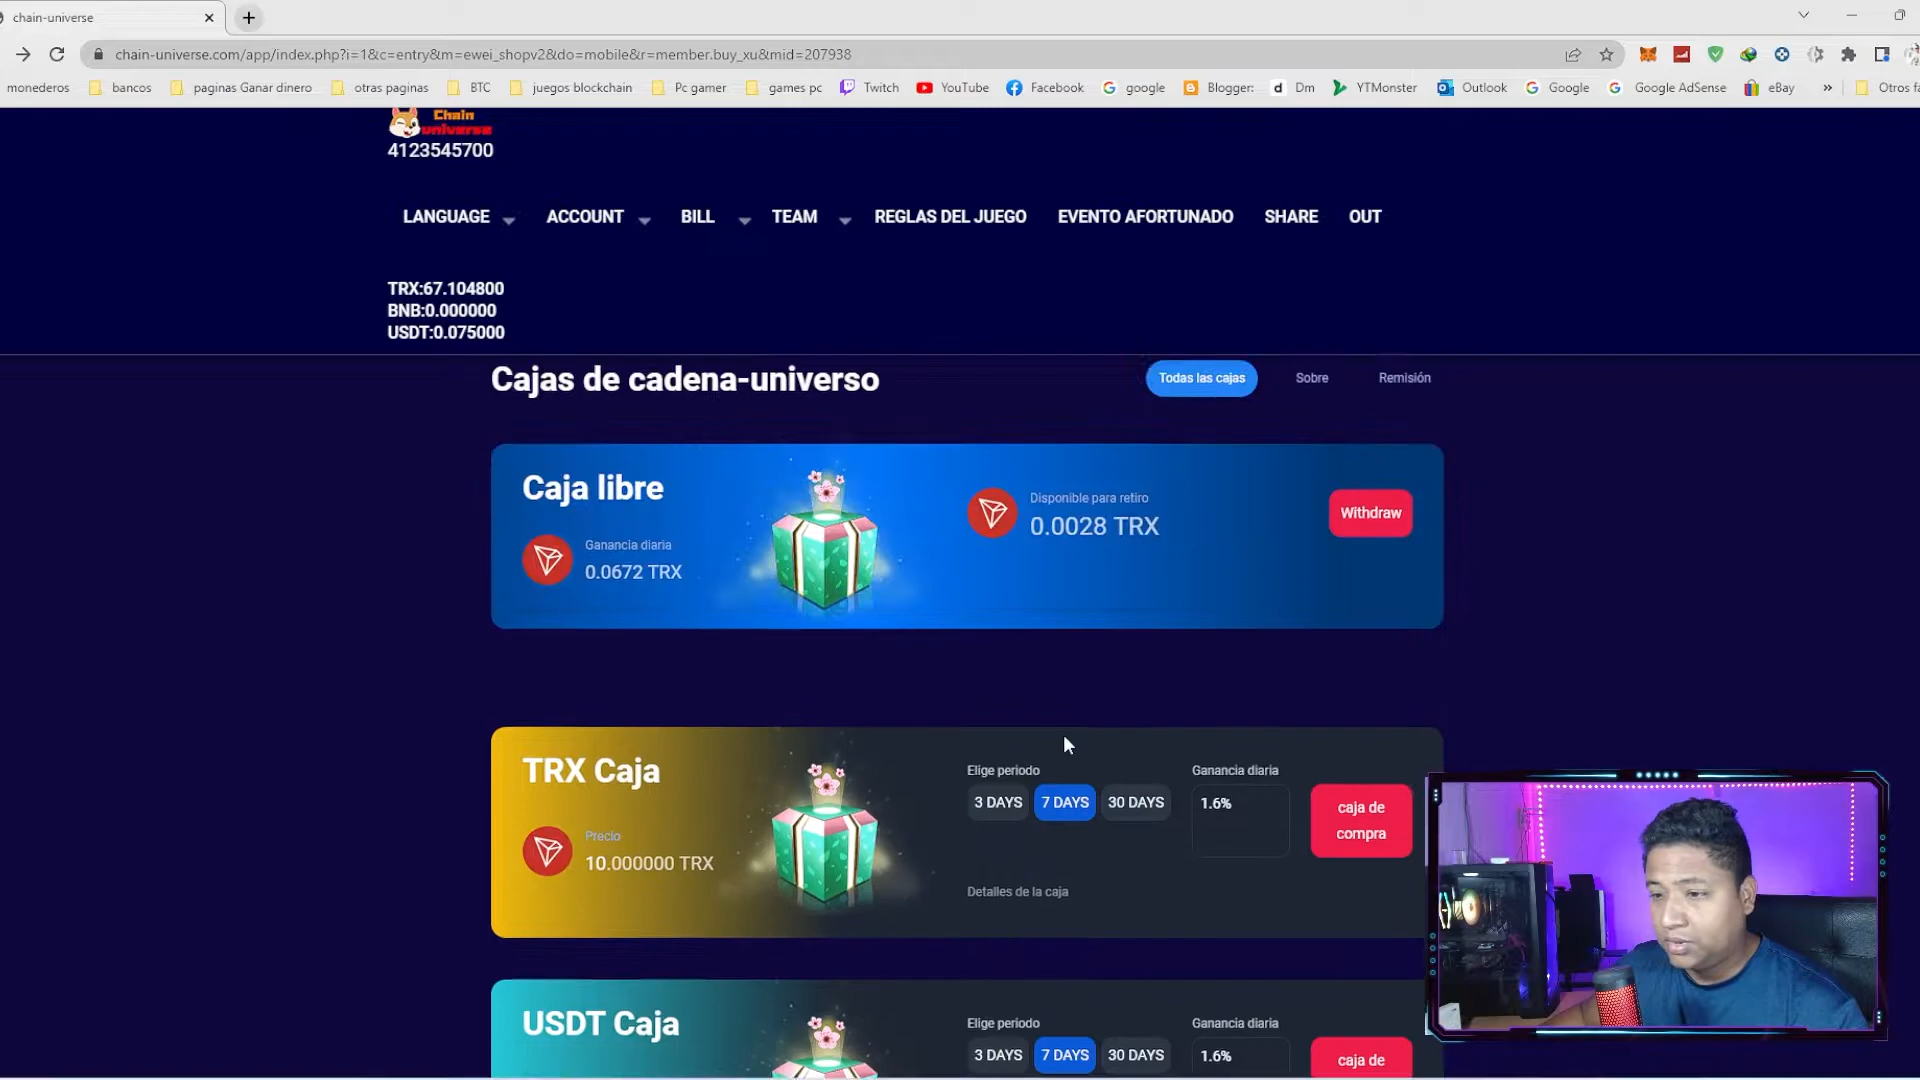 chain-universe
chain-universe.com/app/index.php?i=1&c=entry&m=ewei_shopv2&do=mobile&r=member.buy_xu&mid=207938
monederos bancos paginas Ganar dinero otras paginas BTC juegos blockchain Pc gamer games pc Twitch YouTube Facebook google Blogger: Dm YTMonster Outlook Google Google AdSense eBay » Otros fa
Chain
universe
4123545700
LANGUAGE ACCOUNT BILL TEAM REGLAS DEL JUEGO EVENTO AFORTUNADO SHARE OUT
TRX:67.104800
BNB:0.000000
USDT:0.075000
Cajas de cadena-universo
Todas las cajas Sobre Remisión
Caja libre
Ganancia diaria
0.0672 TRX
Disponible para retiro
0.0028 TRX
Withdraw
TRX Caja
Precio
10.000000 TRX
Elige periodo
3 DAYS 7 DAYS 30 DAYS
Ganancia diaria
1.6%
caja de
compra
Detalles de la caja
USDT Caja
Elige periodo
3 DAYS 7 DAYS 30 DAYS
Ganancia diaria
1.6%
caja de